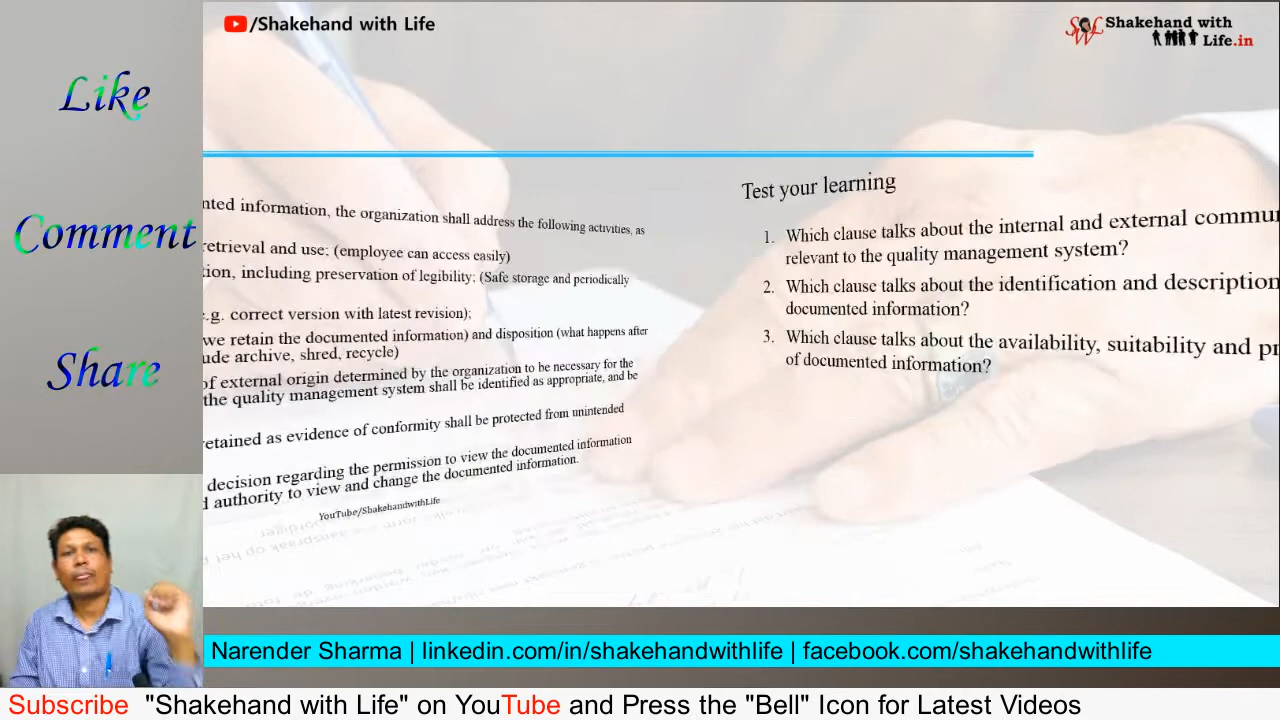 /Shakehand with Life
Shakehand with
Life.in
Like
Comment
Share
nted information, the organization shall address the following activities, as
retrieval and use; (employee can access easily)
ion, including preservation of legibility; (Safe storage and periodically
.g. correct version with latest revision);
we retain the documented information) and disposition (what happens after
ude archive, shred, recycle)
of external origin determined by the organization to be necessary for the
the quality management system shall be identified as appropriate, and be
etained as evidence of conformity shall be protected from unintended
decision regarding the permission to view the documented information
authority to view and change the documented information.
YouTube/ShakehandwithLife
Test your learning
1. Which clause talks about the internal and external commu
relevant to the quality management system?
2. Which clause talks about the identification and description
documented information?
3. Which clause talks about the availability, suitability and pr
of documented information?
Narender Sharma | linkedin.com/in/shakehandwithlife | facebook.com/shakehandwithlife
Subscribe "Shakehand with Life" on YouTube and Press the "Bell" Icon for Latest Videos